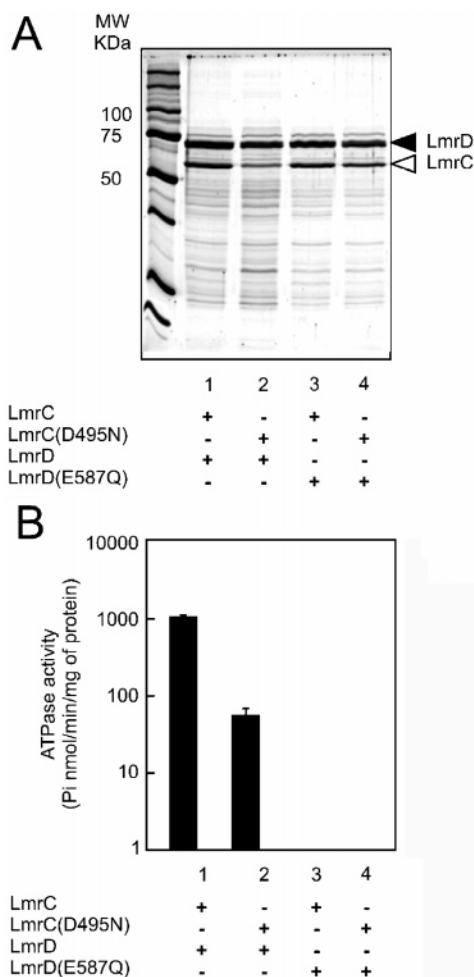 A
MW
KDa
100
75
50
LmrD
LmrC
1 2 3 4
LmrC + - + -
LmrC(D495N) - + - +
LmrD + + - -
LmrD(E587Q) - - + +
B
ATPase activity
(Pi nmol/min/mg of protein)
10000
1000
100
10
1
1 2 3 4
LmrC + - + -
LmrC(D495N) - + - +
LmrD + + - -
LmrD(E587Q) - - + +